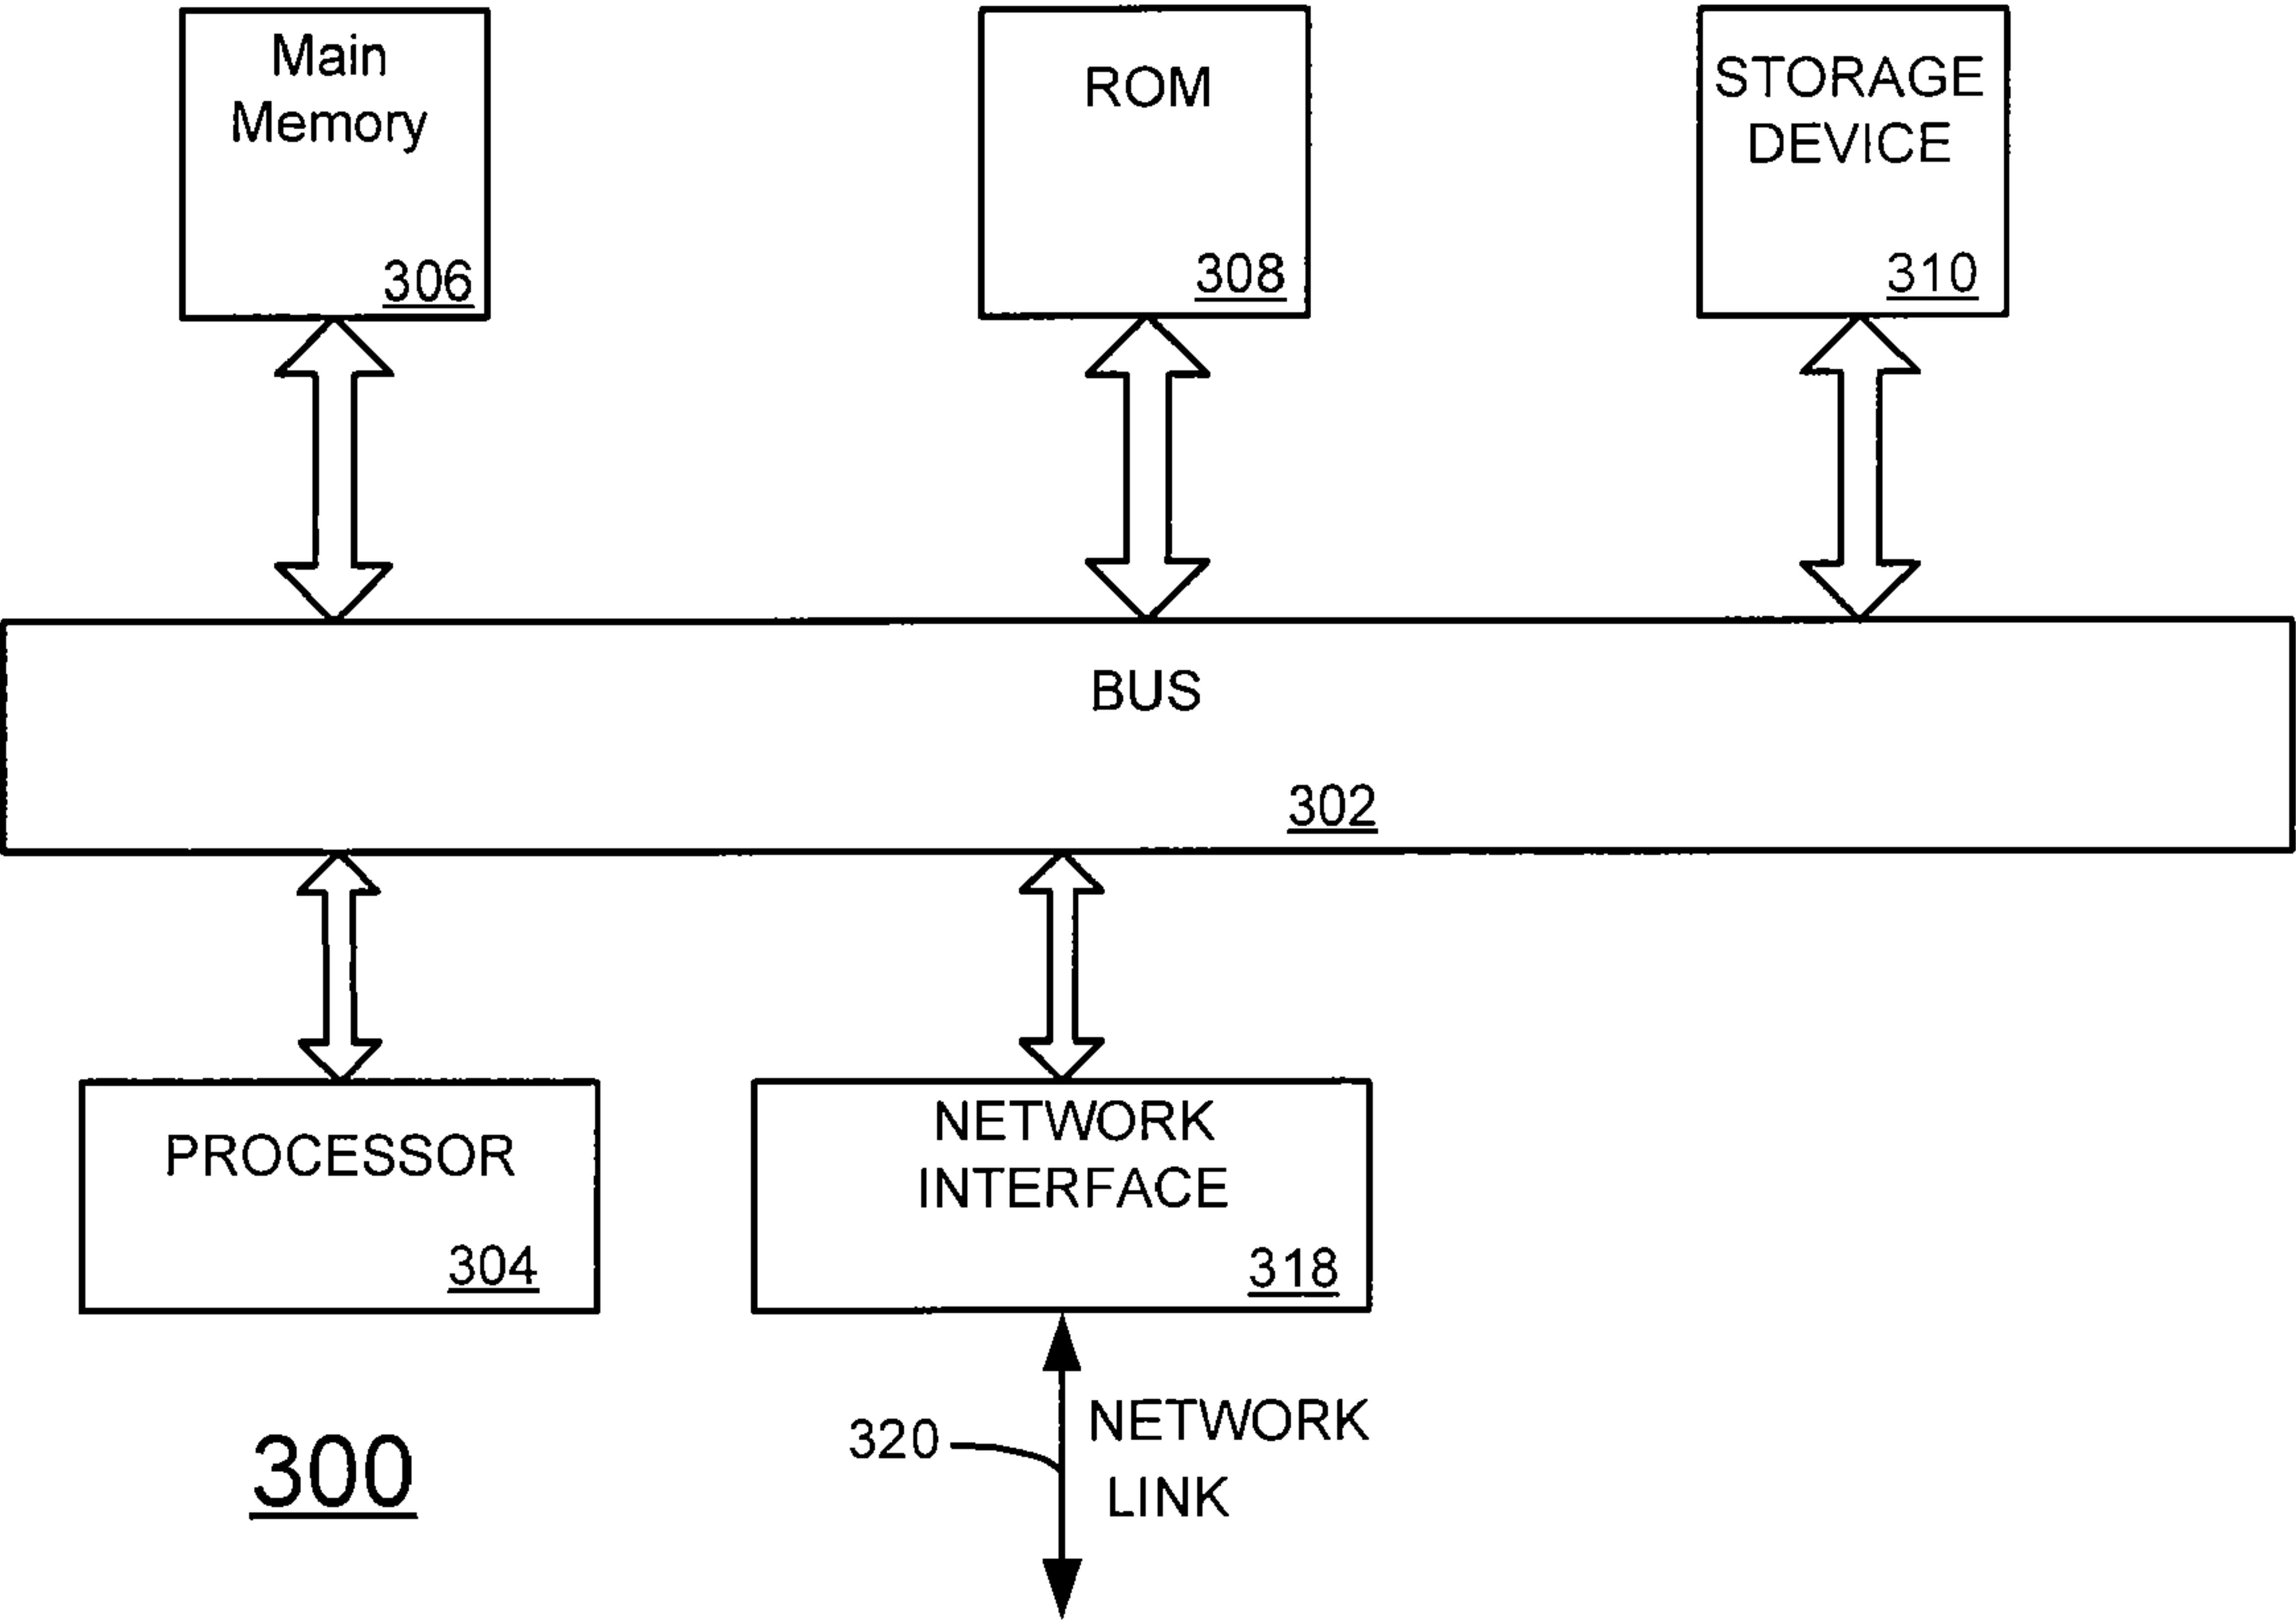 Main
Memory
306
ROM
308
STORAGE
DEVICE
310
BUS
302
PROCESSOR
304
NETWORK
INTERFACE
318
320
NETWORK
LINK
300